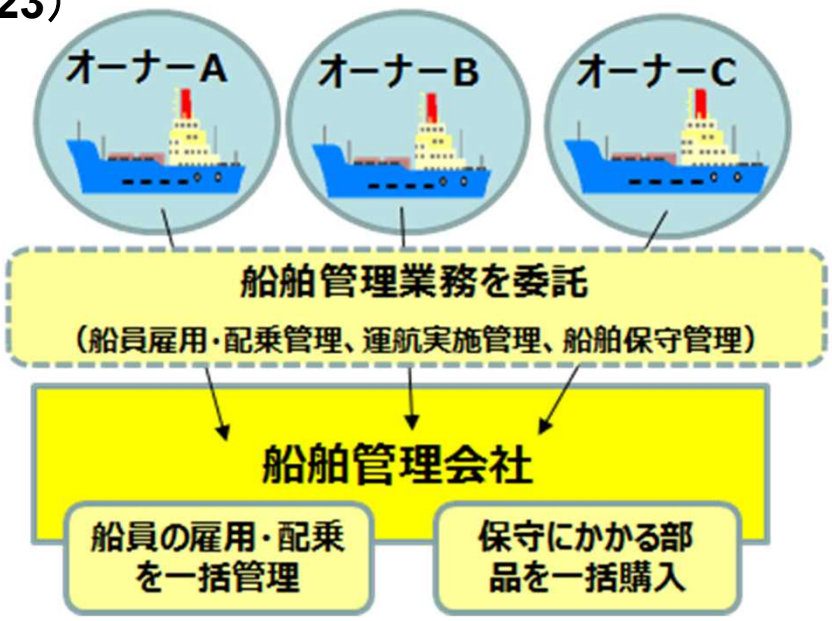 23）
オーナーA
オーナーB
オーナーC
船舶管理業務を委託
（船員雇用・配乗管理、運航実施管理、船舶保守管理）
船舶管理会社
船員の雇用・配乗
を一括管理
保守にかかる部
品を一括購入